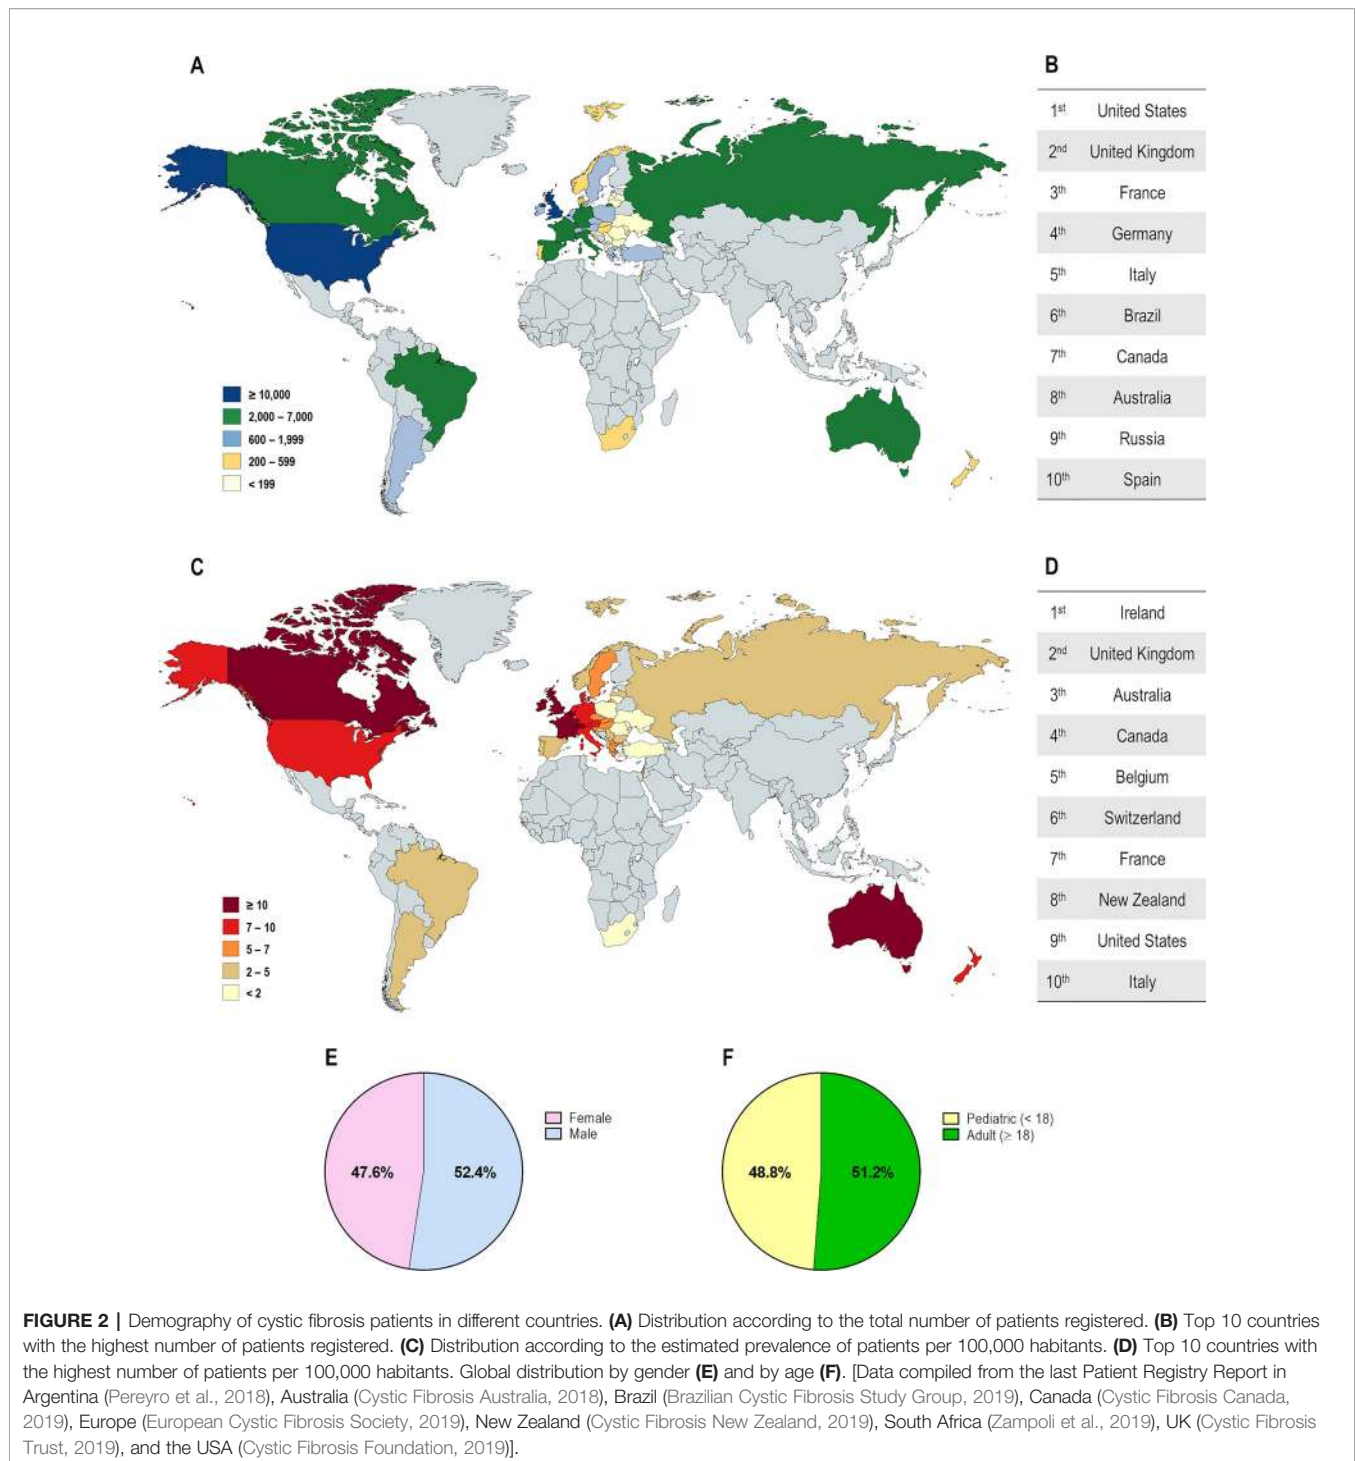 A
B
1st United States
2nd United Kingdom
3th France
4th Germany
5th Italy
6th Brazil
7th Canada
8th Australia
9th Russia
10th Spain
≥ 10,000
2,000 – 7,000
600 – 1,999
200 – 599
< 199
C
D
1st Ireland
2nd United Kingdom
3th Australia
4th Canada
5th Belgium
6th Switzerland
7th France
8th New Zealand
9th United States
10th Italy
≥ 10
7 – 10
5 – 7
2 – 5
< 2
E
Female
Male
47.6%
52.4%
F
Pediatric (< 18)
Adult (≥ 18)
48.8%
51.2%
FIGURE 2 | Demography of cystic fibrosis patients in different countries. (A) Distribution according to the total number of patients registered. (B) Top 10 countries
with the highest number of patients registered. (C) Distribution according to the estimated prevalence of patients per 100,000 habitants. (D) Top 10 countries with
the highest number of patients per 100,000 habitants. Global distribution by gender (E) and by age (F). [Data compiled from the last Patient Registry Report in
Argentina (Pereyro et al., 2018), Australia (Cystic Fibrosis Australia, 2018), Brazil (Brazilian Cystic Fibrosis Study Group, 2019), Canada (Cystic Fibrosis Canada,
2019), Europe (European Cystic Fibrosis Society, 2019), New Zealand (Cystic Fibrosis New Zealand, 2019), South Africa (Zampoli et al., 2019), UK (Cystic Fibrosis
Trust, 2019), and the USA (Cystic Fibrosis Foundation, 2019)].